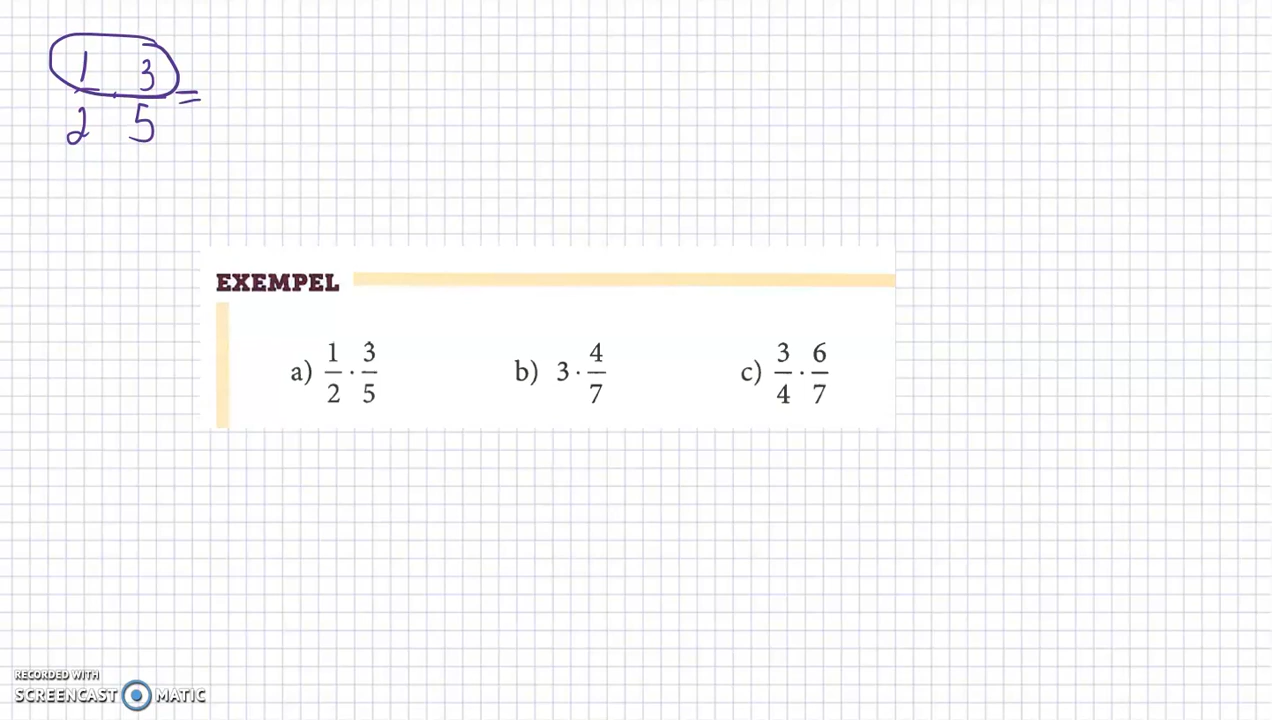 1/2 · 3/5 =
EXEMPEL
a) 1/2 · 3/5 b) 3 · 4/7 c) 3/4 · 6/7
RECORDED WITH
SCREENCAST MATIC